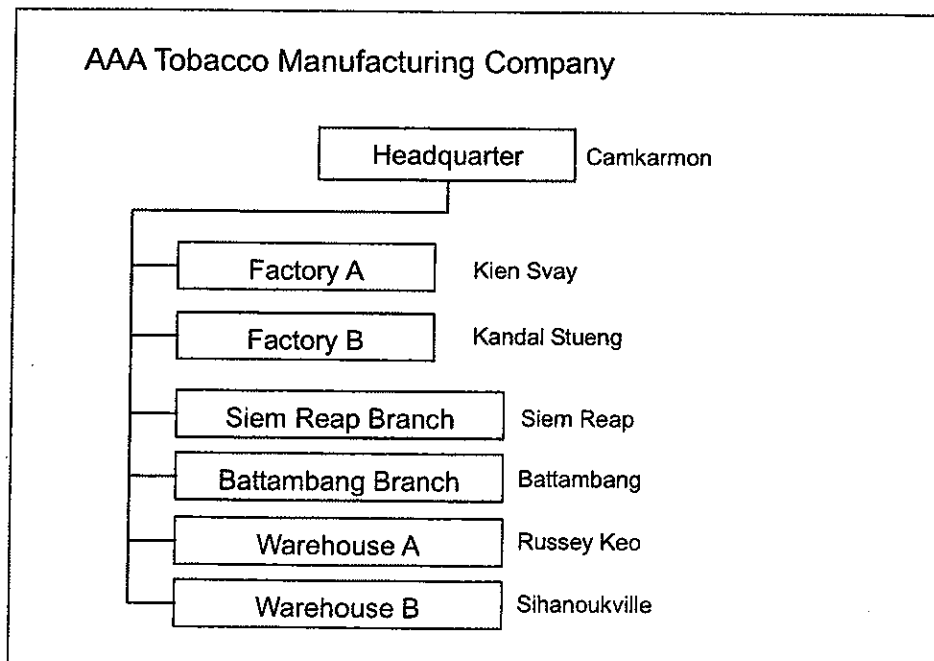 AAA Tobacco Manufacturing Company
Headquarter Camkarmon
Factory A Kien Svay
Factory B Kandal Stueng
Siem Reap Branch Siem Reap
Battambang Branch Battambang
Warehouse A Russey Keo
Warehouse B Sihanoukville